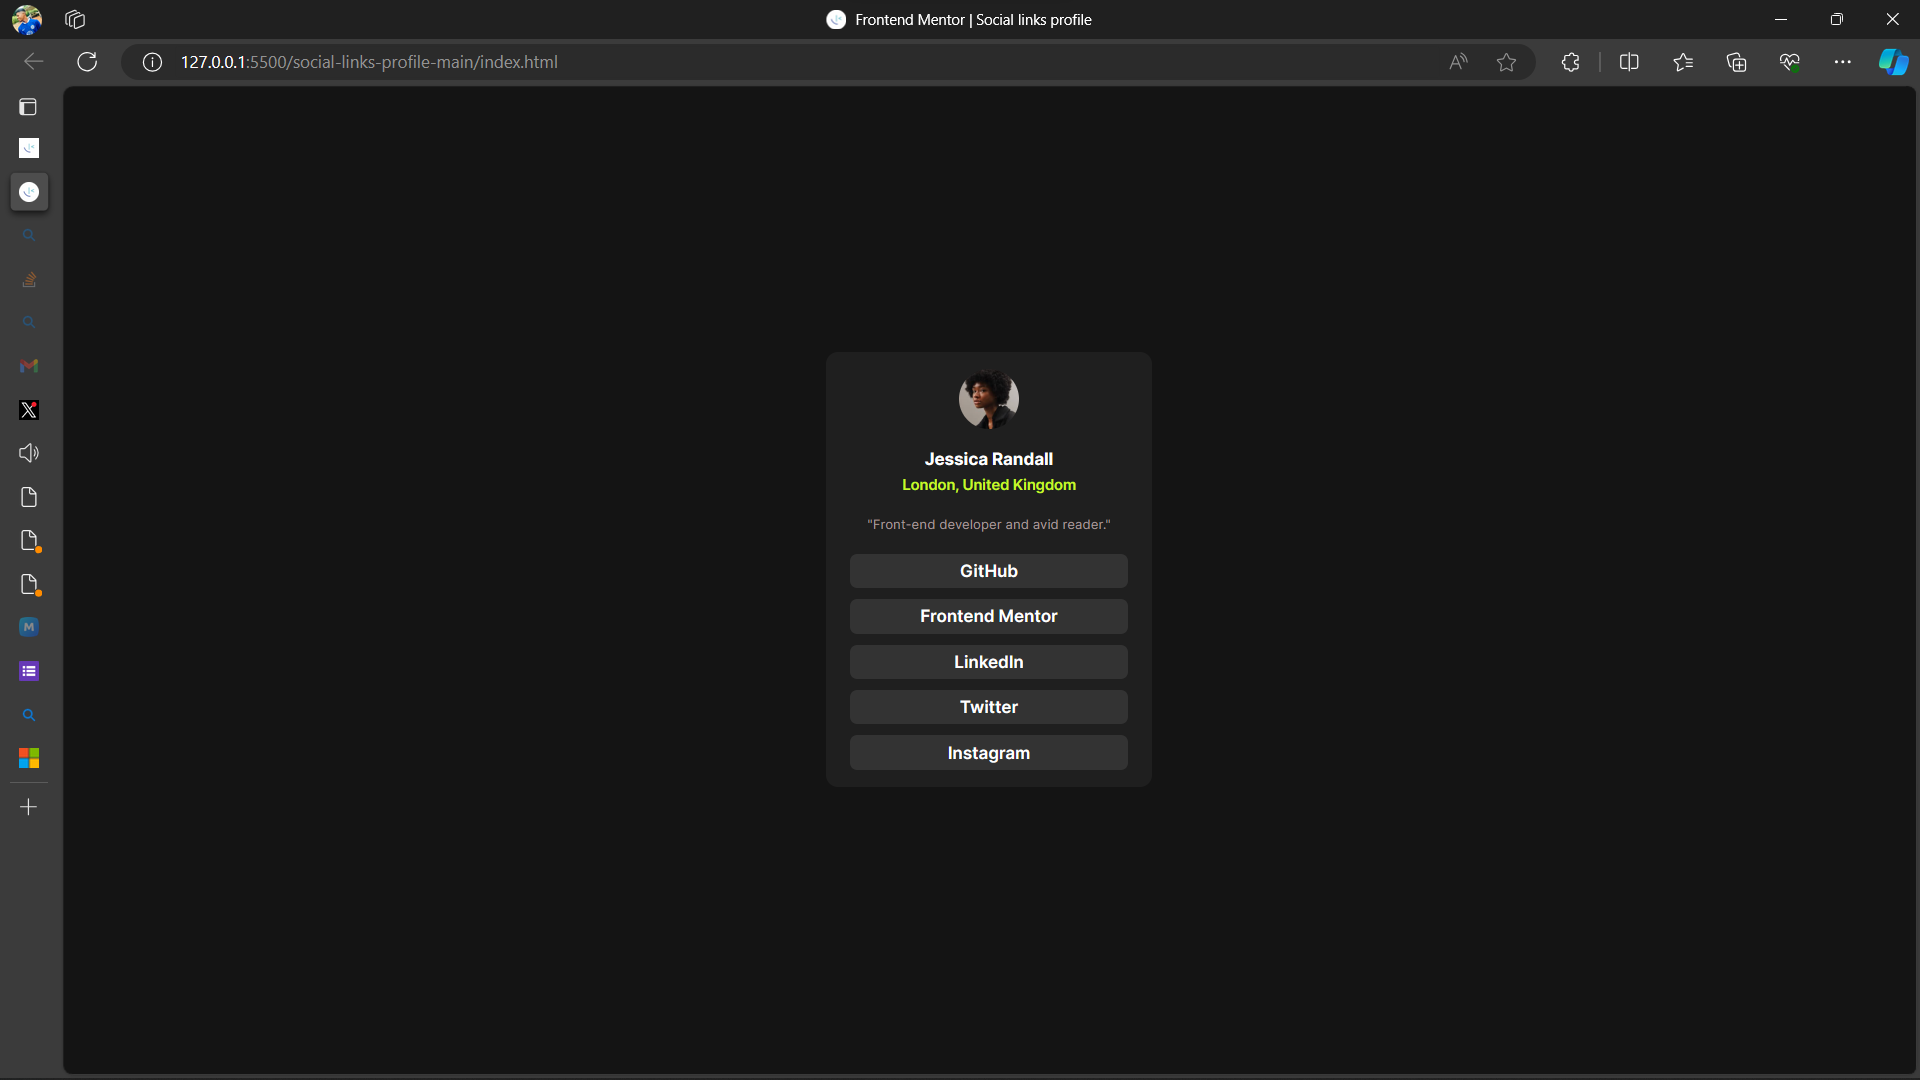 Frontend Mentor | Social links profile
127.0.0.1:5500/social-links-profile-main/index.html
Jessica Randall
London, United Kingdom
"Front-end developer and avid reader."
GitHub
Frontend Mentor
LinkedIn
Twitter
Instagram